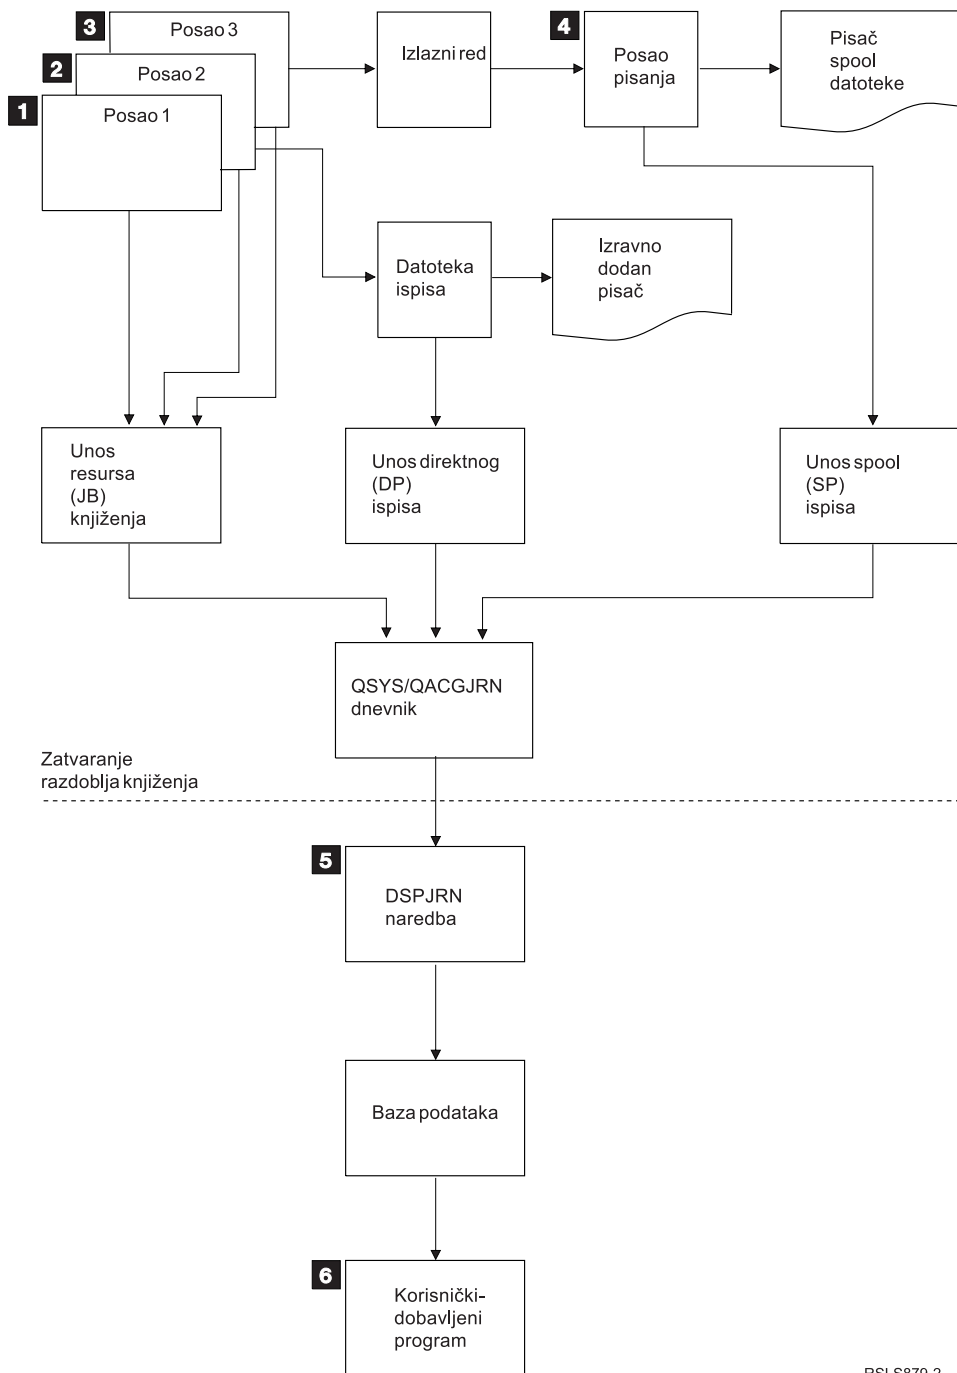 3
Posao 3
2
Posao 2
1
Posao 1
Izlazni red
4
Posao
pisanja
Pisač
spool
datoteke
Datoteka
ispisa
Izravno
dodan
pisač
Unos
resursa
(JB)
knjiženja
Unos direktnog
(DP)
ispisa
Unos spool
(SP)
ispisa
QSYS/QACGJRN
dnevnik
Zatvaranje
razdoblja knjiženja
5
DSPJRN
naredba
Baza podataka
6
Korisnički-
dobavljeni
program